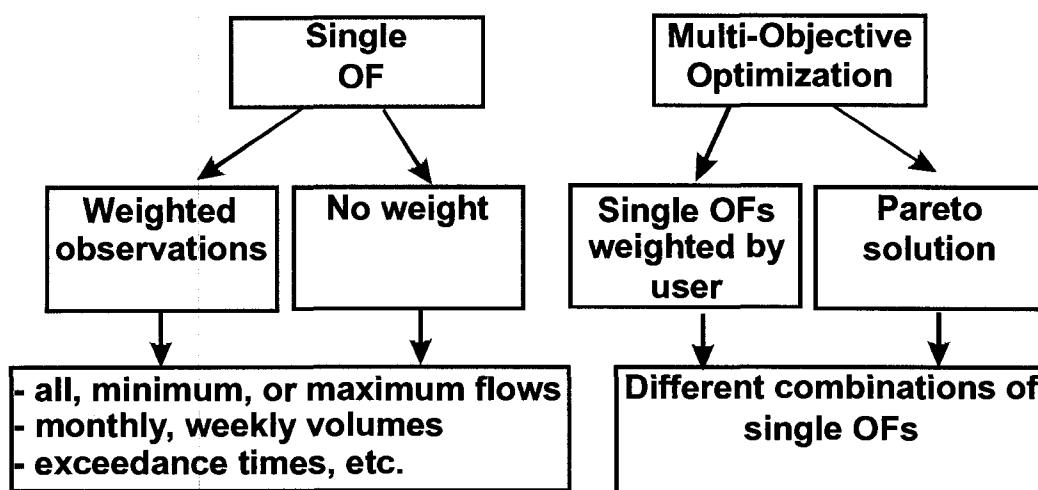 Single
OF
Multi-Objective
Optimization
Weighted
observations
No weight
Single OFs
weighted by
user
Pareto
solution
- all, minimum, or maximum flows
- monthly, weekly volumes
- exceedance times, etc.
Different combinations of
single OFs